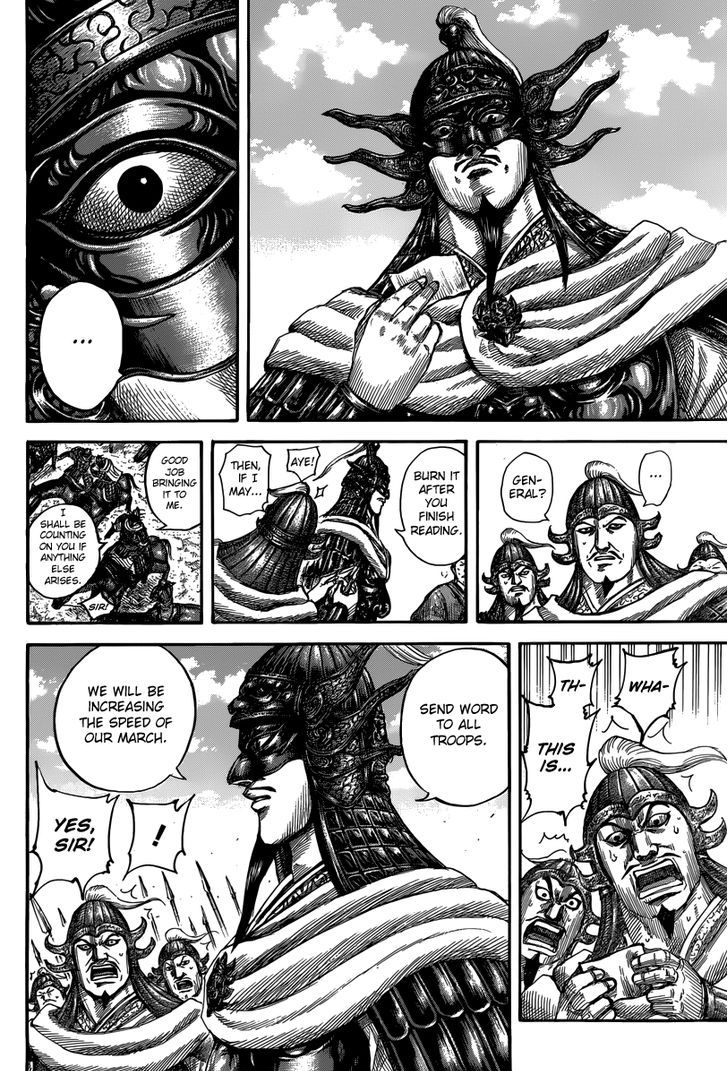 ...
...
GEN-
ERAL?
BURN IT
AFTER
YOU
FINISH
READING.
AYE!
THEN,
IF I
MAY...
GOOD
JOB
BRINGING
IT TO
ME.
I
SHALL BE
COUNTING
ON YOU IF
ANYTHING
ELSE
ARISES.
SIR!
WHA-
TH-
THIS
IS...
SEND WORD
TO ALL
TROOPS.
WE WILL BE
INCREASING
THE SPEED OF
OUR MARCH.
!
YES,
SIR!